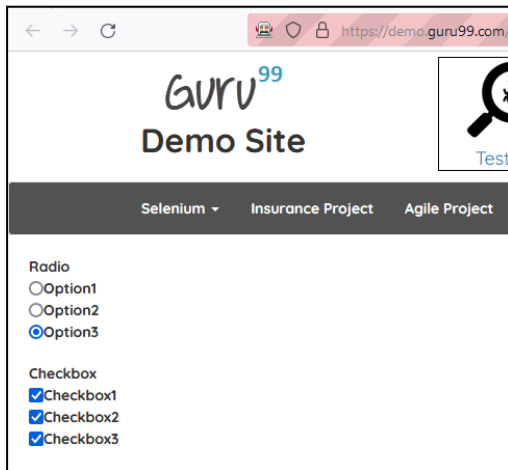 https://demo.guru99.com/
Guru99
Demo Site
Test
Selenium Insurance Project Agile Project
Radio
Option1
Option2
Option3
Checkbox
Checkbox1
Checkbox2
Checkbox3